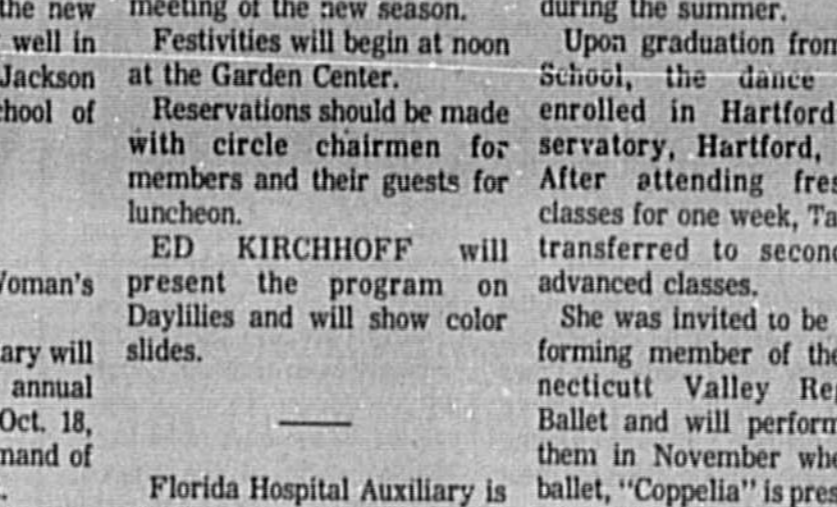 the new
well in
Jackson
hool of
oman's
ary will
annual
Oct. 18,
mand of
meeting of the new season.
Festivities will begin at noon
at the Garden Center.
Reservations should be made
with circle chairmen for
members and their guests for
luncheon.
ED KIRCHHOFF will
present the program on
Daylilies and will show color
slides.
Florida Hospital Auxiliary is
during the summer.
Upon graduation from
School, the dance
enrolled in Hartford
servatory, Hartford,
After attending fres
classes for one week, Ta
transferred to second
advanced classes.
She was invited to be
forming member of the
necticutt Valley Re
Ballet and will perform
them in November whe
ballet, "Coppelia" is pres